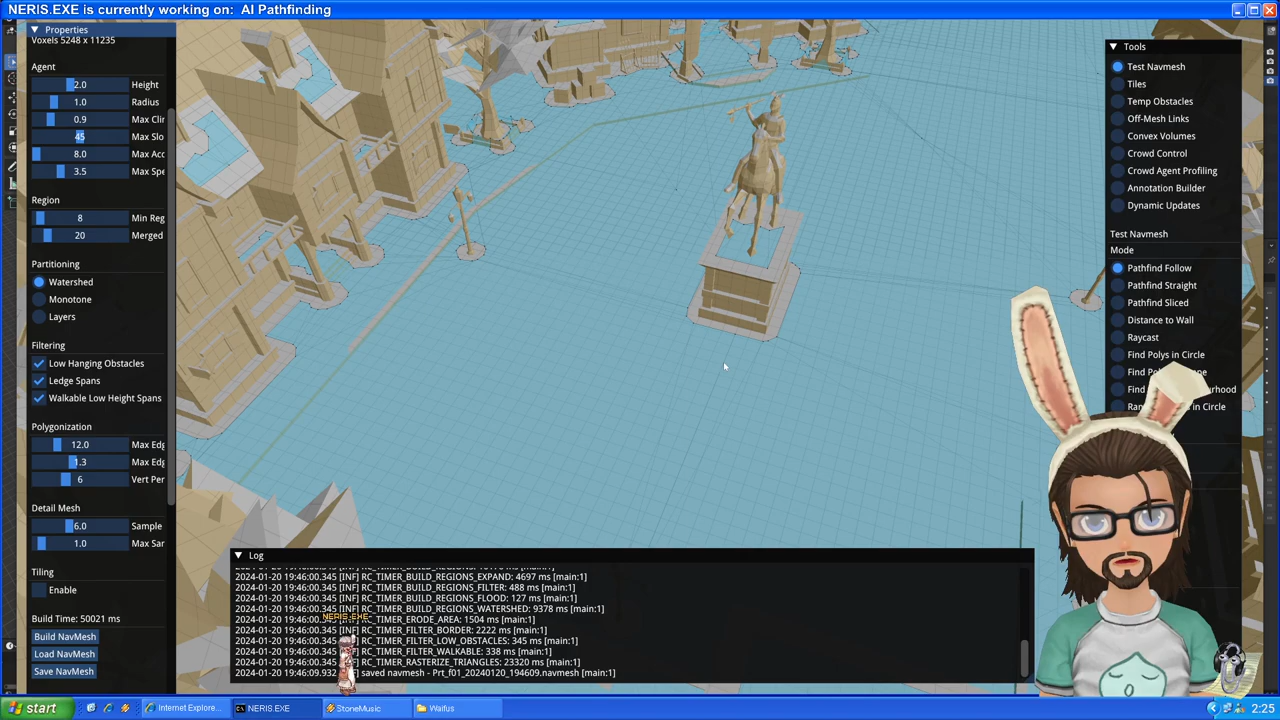 NERIS.EXE is currently working on: AI Pathfinding
Properties
Voxels 5248 x 11235
Agent
2.0 Height
1.0 Radius
0.9 Max Clin
45 Max Slo
8.0 Max Acc
3.5 Max Spe
Region
8 Min Reg
20 Merged
Partitioning
Watershed
Monotone
Layers
Filtering
Low Hanging Obstacles
Ledge Spans
Walkable Low Height Spans
Polygonization
12.0 Max Edg
1.3 Max Edg
6 Vert Per
Detail Mesh
6.0 Sample
1.0 Max Sar
Tiling
Enable
Build Time: 50021 ms
Build NavMesh
Load NavMesh
Save NavMesh
Tools
Test Navmesh
Tiles
Temp Obstacles
Off-Mesh Links
Convex Volumes
Crowd Control
Crowd Agent Profiling
Annotation Builder
Dynamic Updates
Test Navmesh
Mode
Pathfind Follow
Pathfind Straight
Pathfind Sliced
Distance to Wall
Raycast
Find Polys in Circle
Find
Find
in Circle
Log
2024-01-20 19:46:00.345 [INF] RC_TIMER_BUILD_REGIONS_EXPAND: 4697 ms [main:1]
2024-01-20 19:46:00.345 [INF] RC_TIMER_BUILD_REGIONS_FILTER: 488 ms [main:1]
2024-01-20 19:46:00.345 [INF] RC_TIMER_BUILD_REGIONS_FLOOD: 127 ms [main:1]
2024-01-20 19:46:00.345 [INF] RC_TIMER_BUILD_REGIONS_WATERSHED: 9378 ms [main:1]
NERIS.EXE
2024-01-20 19:46:00.345 [INF] RC_TIMER_ERODE_AREA: 1504 ms [main:1]
2024-01-20 19:46:00.345 [INF] RC_TIMER_FILTER_BORDER: 2222 ms [main:1]
2024-01-20 19:46:00.345 [INF] RC_TIMER_FILTER_LOW_OBSTACLES: 345 ms [main:1]
2024-01-20 19:46:00.345 [INF] RC_TIMER_FILTER_WALKABLE: 338 ms [main:1]
2024-01-20 19:46:00.345 [INF] RC_TIMER_RASTERIZE_TRIANGLES: 23320 ms [main:1]
2024-01-20 19:46:09.932 [INF] saved navmesh - Prt_f01_20240120_194609.navmesh [main:1]
start
Internet Explore...
NERIS.EXE
StoneMusic
Waifus
2:25